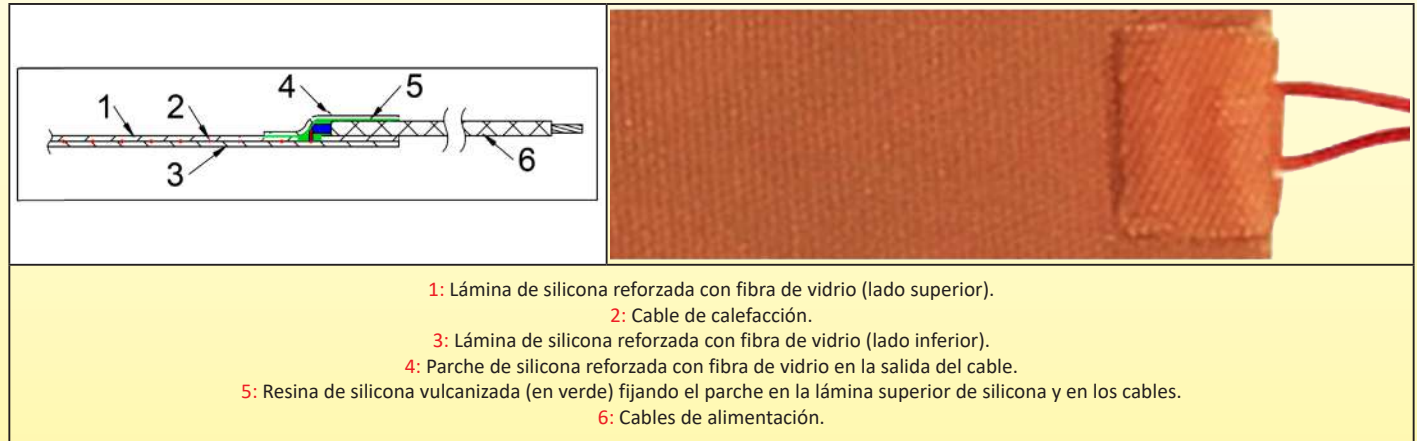 1
2
3
4
5
6
1: Lámina de silicona reforzada con fibra de vidrio (lado superior).
2: Cable de calefacción.
3: Lámina de silicona reforzada con fibra de vidrio (lado inferior).
4: Parche de silicona reforzada con fibra de vidrio en la salida del cable.
5: Resina de silicona vulcanizada (en verde) fijando el parche en la lámina superior de silicona y en los cables.
6: Cables de alimentación.